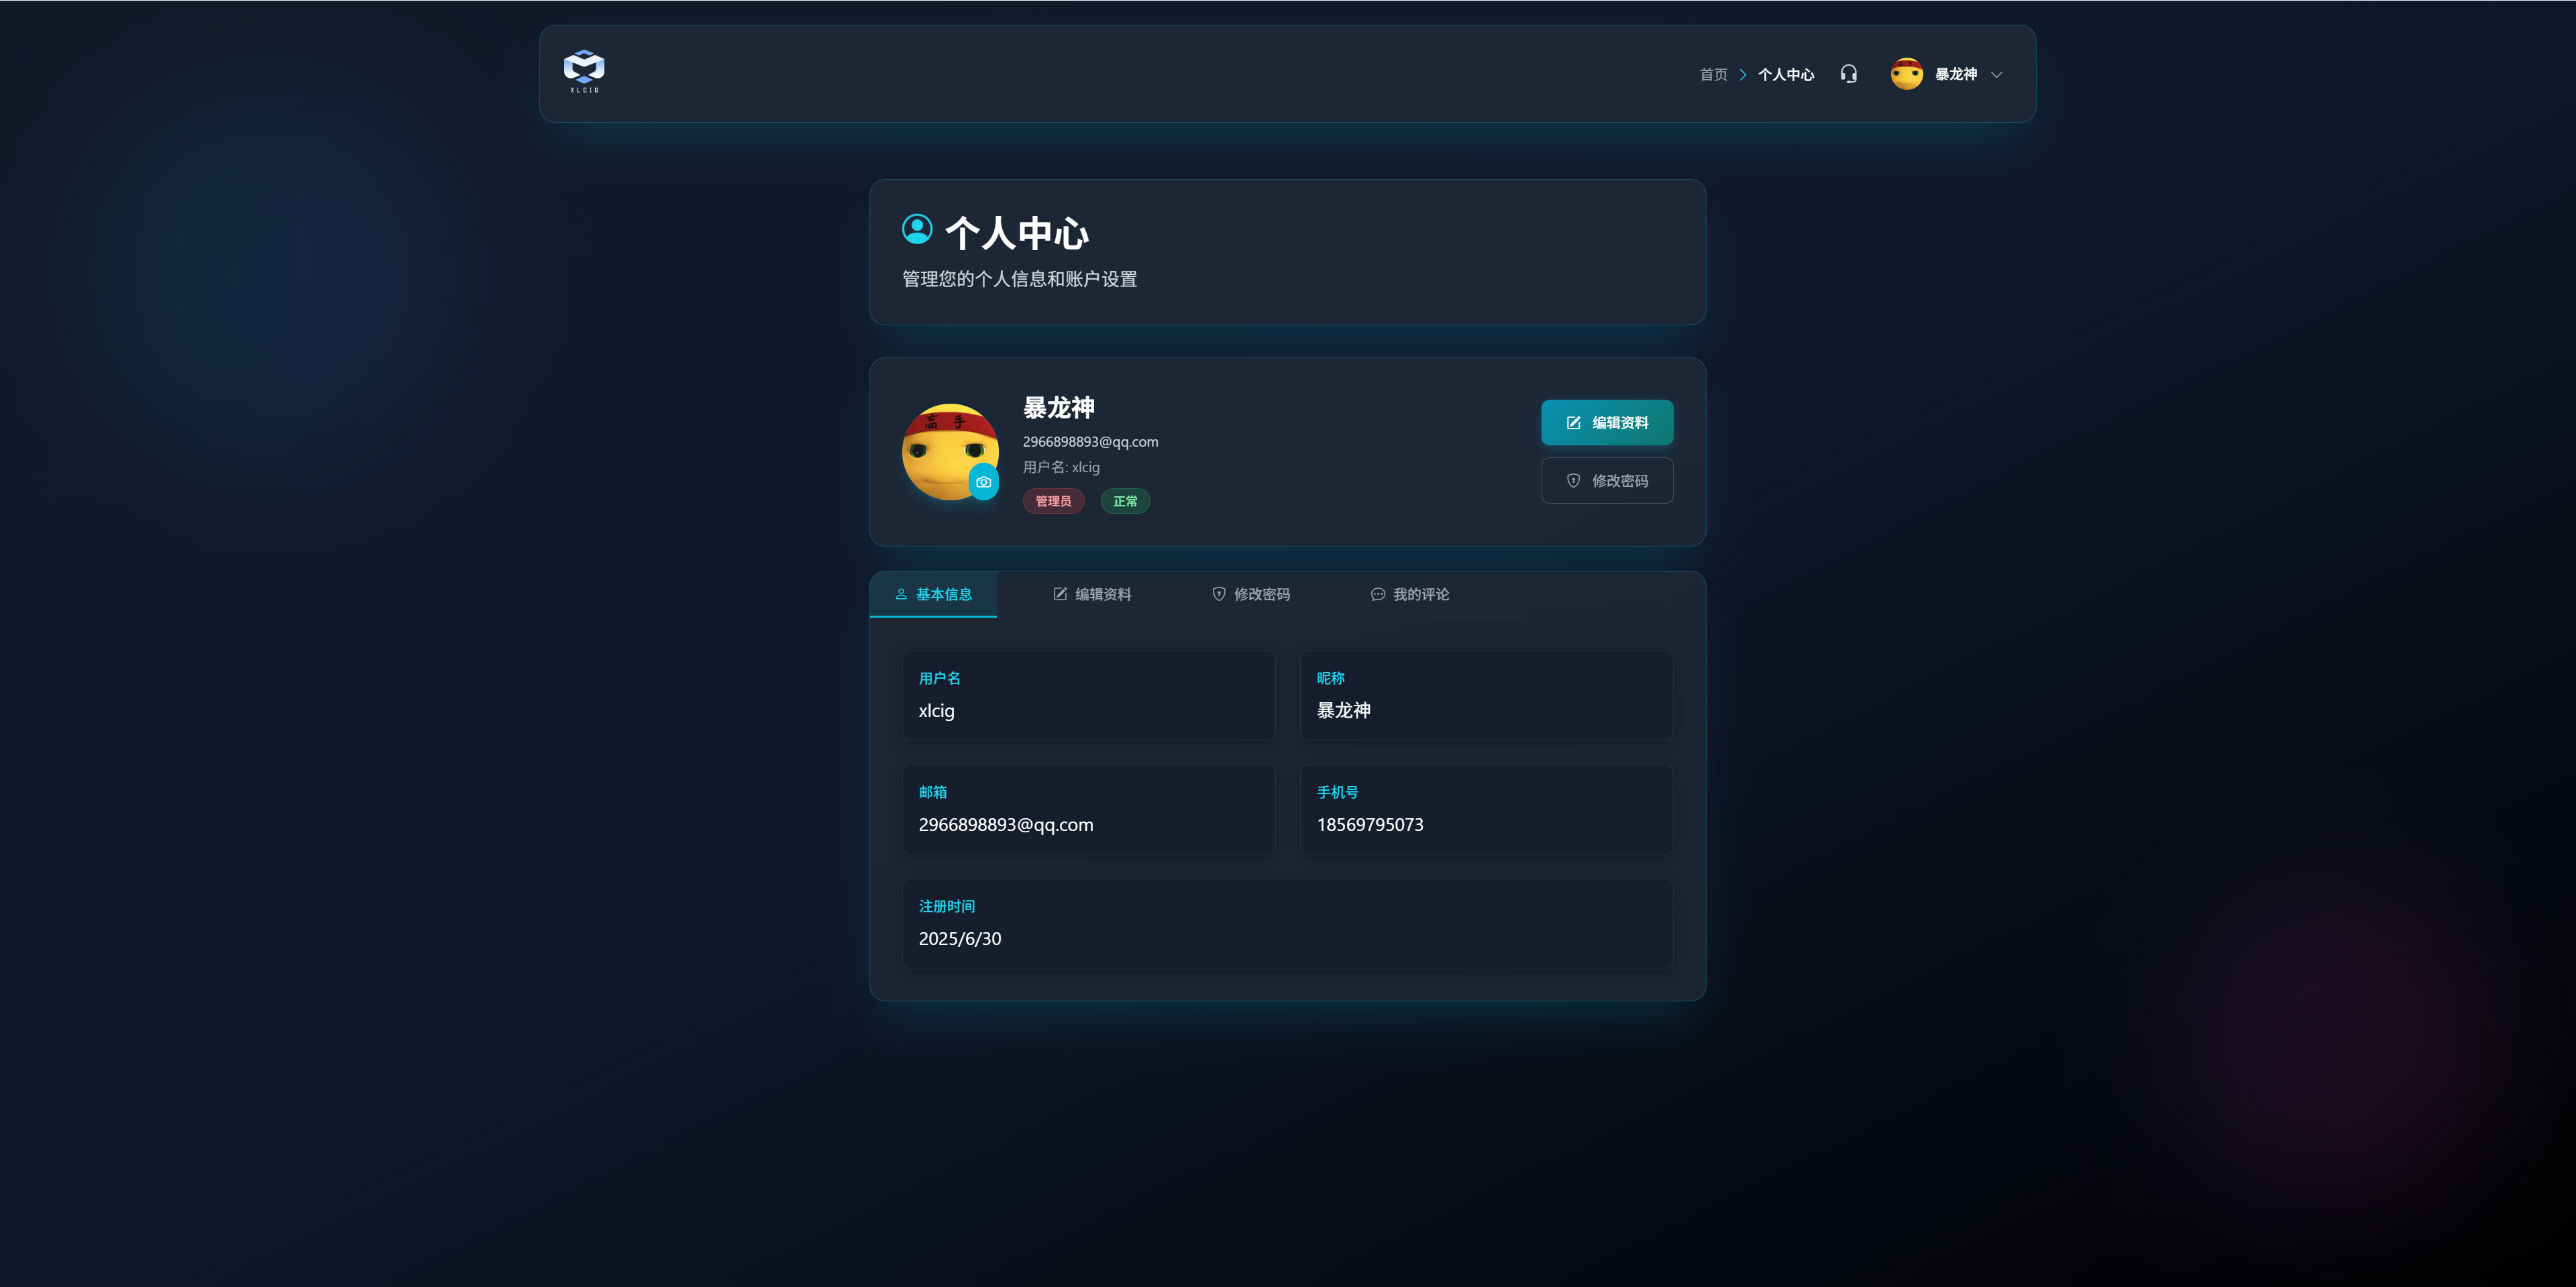 XLCIG
首页 个人中心 暴龙神
个人中心
管理您的个人信息和账户设置
高手
暴龙神
2966898893@qq.com
用户名: xlcig
管理员 正常
编辑资料
修改密码
基本信息 编辑资料 修改密码 我的评论
用户名
xlcig
昵称
暴龙神
邮箱
2966898893@qq.com
手机号
18569795073
注册时间
2025/6/30